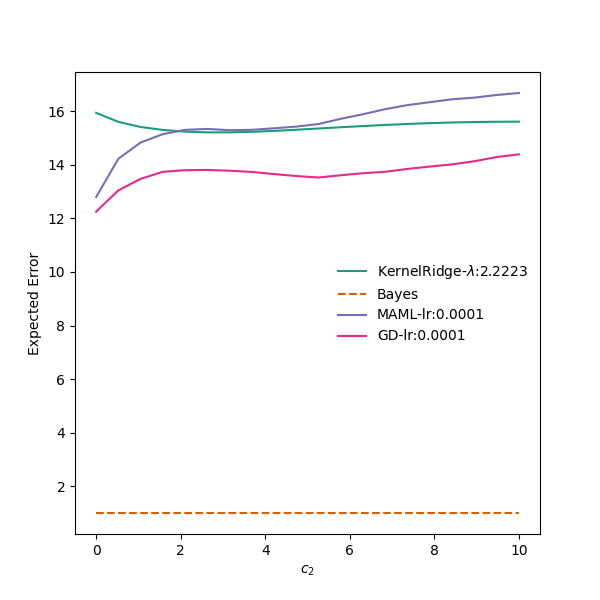 16
14
12
10
8
6
4
2
Expected Error
KernelRidge-λ:2.2223
Bayes
MAML-lr:0.0001
GD-lr:0.0001
0 2 4 6 8 10
c₂